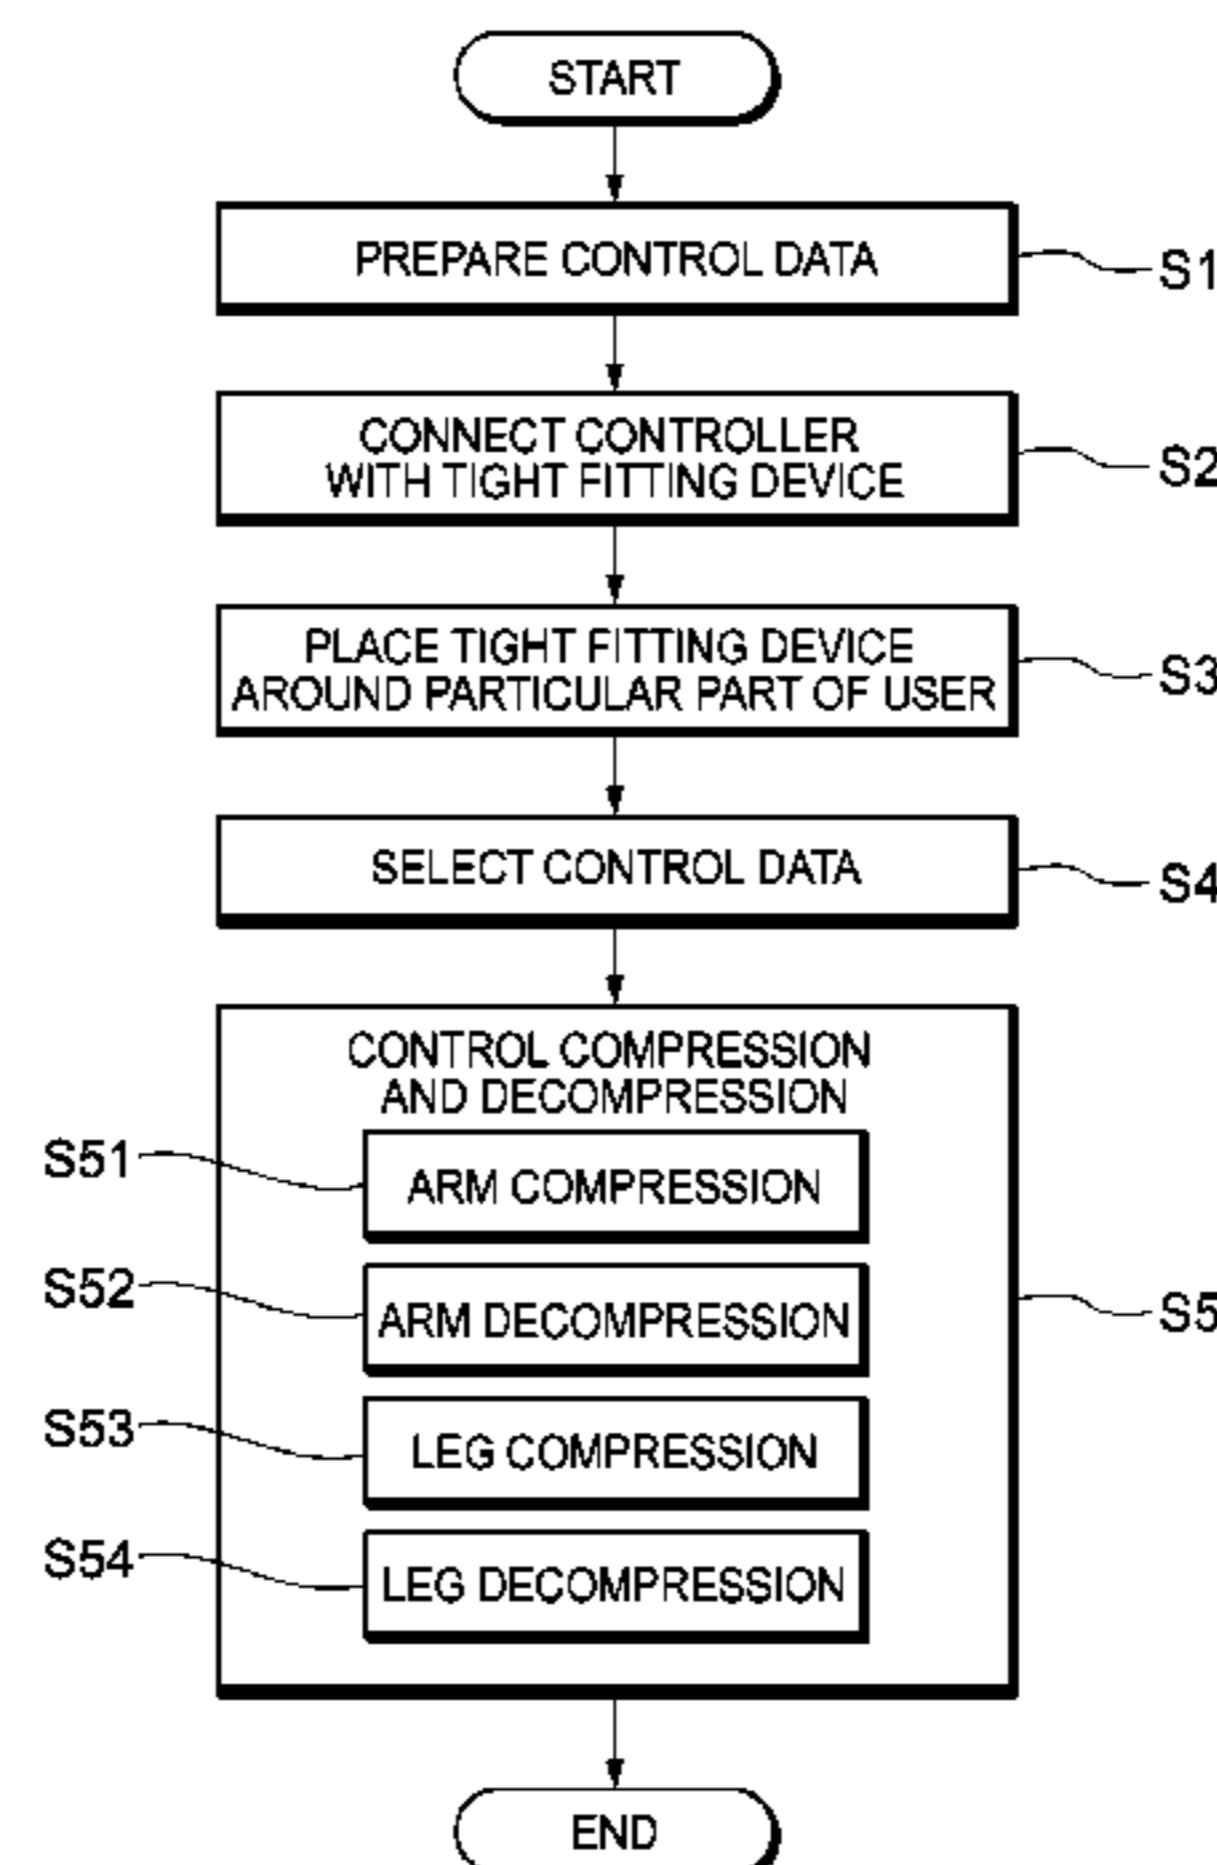 START
PREPARE CONTROL DATA
S1
CONNECT CONTROLLER
WITH TIGHT FITTING DEVICE
S2
PLACE TIGHT FITTING DEVICE
AROUND PARTICULAR PART OF USER
S3
SELECT CONTROL DATA
S4
CONTROL COMPRESSION
AND DECOMPRESSION
S51
ARM COMPRESSION
S52
ARM DECOMPRESSION
S5
S53
LEG COMPRESSION
S54
LEG DECOMPRESSION
END